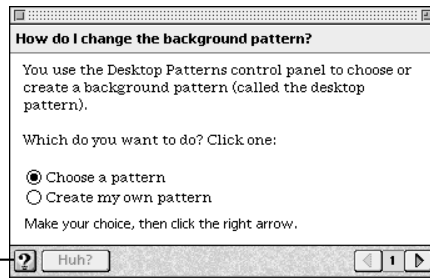 How do I change the background pattern?
You use the Desktop Patterns control panel to choose or
create a background pattern (called the desktop
pattern).
Which do you want to do? Click one:
Choose a pattern
Create my own pattern
Make your choice, then click the right arrow.
? Huh? 1